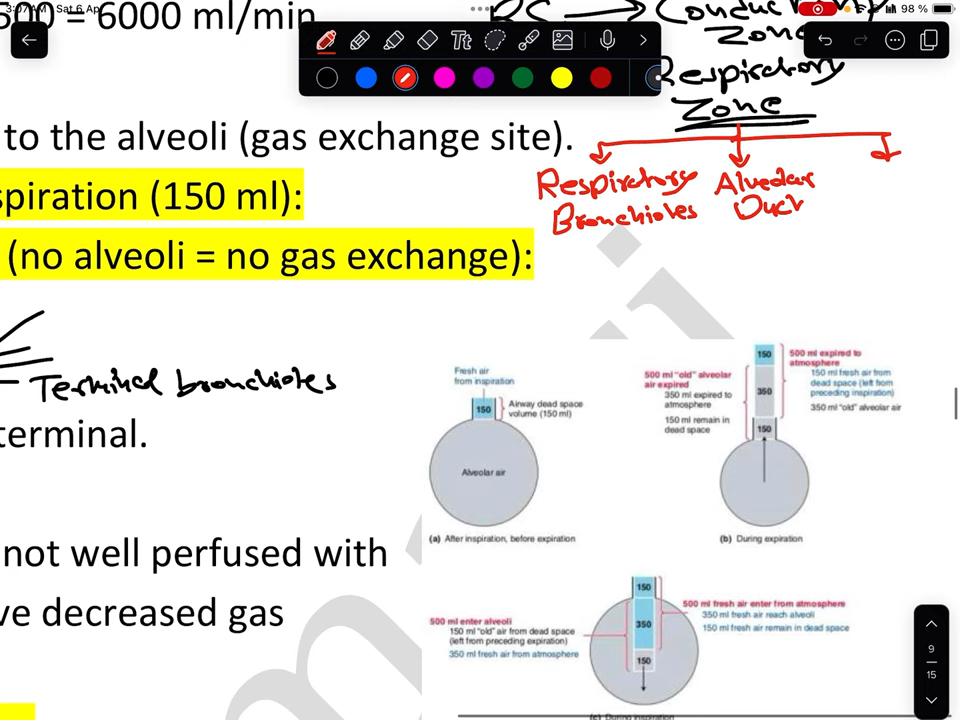 3:07 AM Sat 6 Apr
98 %
= 6000 ml/min
Zone
Respiratory
Zone
to the alveoli (gas exchange site).
spiration (150 ml):
(no alveoli = no gas exchange):
Respiratory
Bronchioles
Alveolar
Duct
Terminal bronchioles
terminal.
not well perfused with
ve decreased gas
Tt
Fresh air
from inspiration
150
Airway dead space
volume (150 ml)
Alveolar air
(a) After inspiration, before expiration
500 ml "old" alveolar
air expired
350 ml expired to
atmosphere
150 ml remain in
dead space
150
350
150
500 ml expired to
atmosphere
150 ml fresh air from
dead space (left from
preceding inspiration)
350 ml "old" alveolar air
(b) During expiration
500 ml enter alveoli
150 ml "old" air from dead space
(left from preceding expiration)
350 ml fresh air from atmosphere
150
350
150
500 ml fresh air enter from atmosphere
350 ml fresh air reach alveoli
150 ml fresh air remain in dead space
(c) During inspiration
9
15